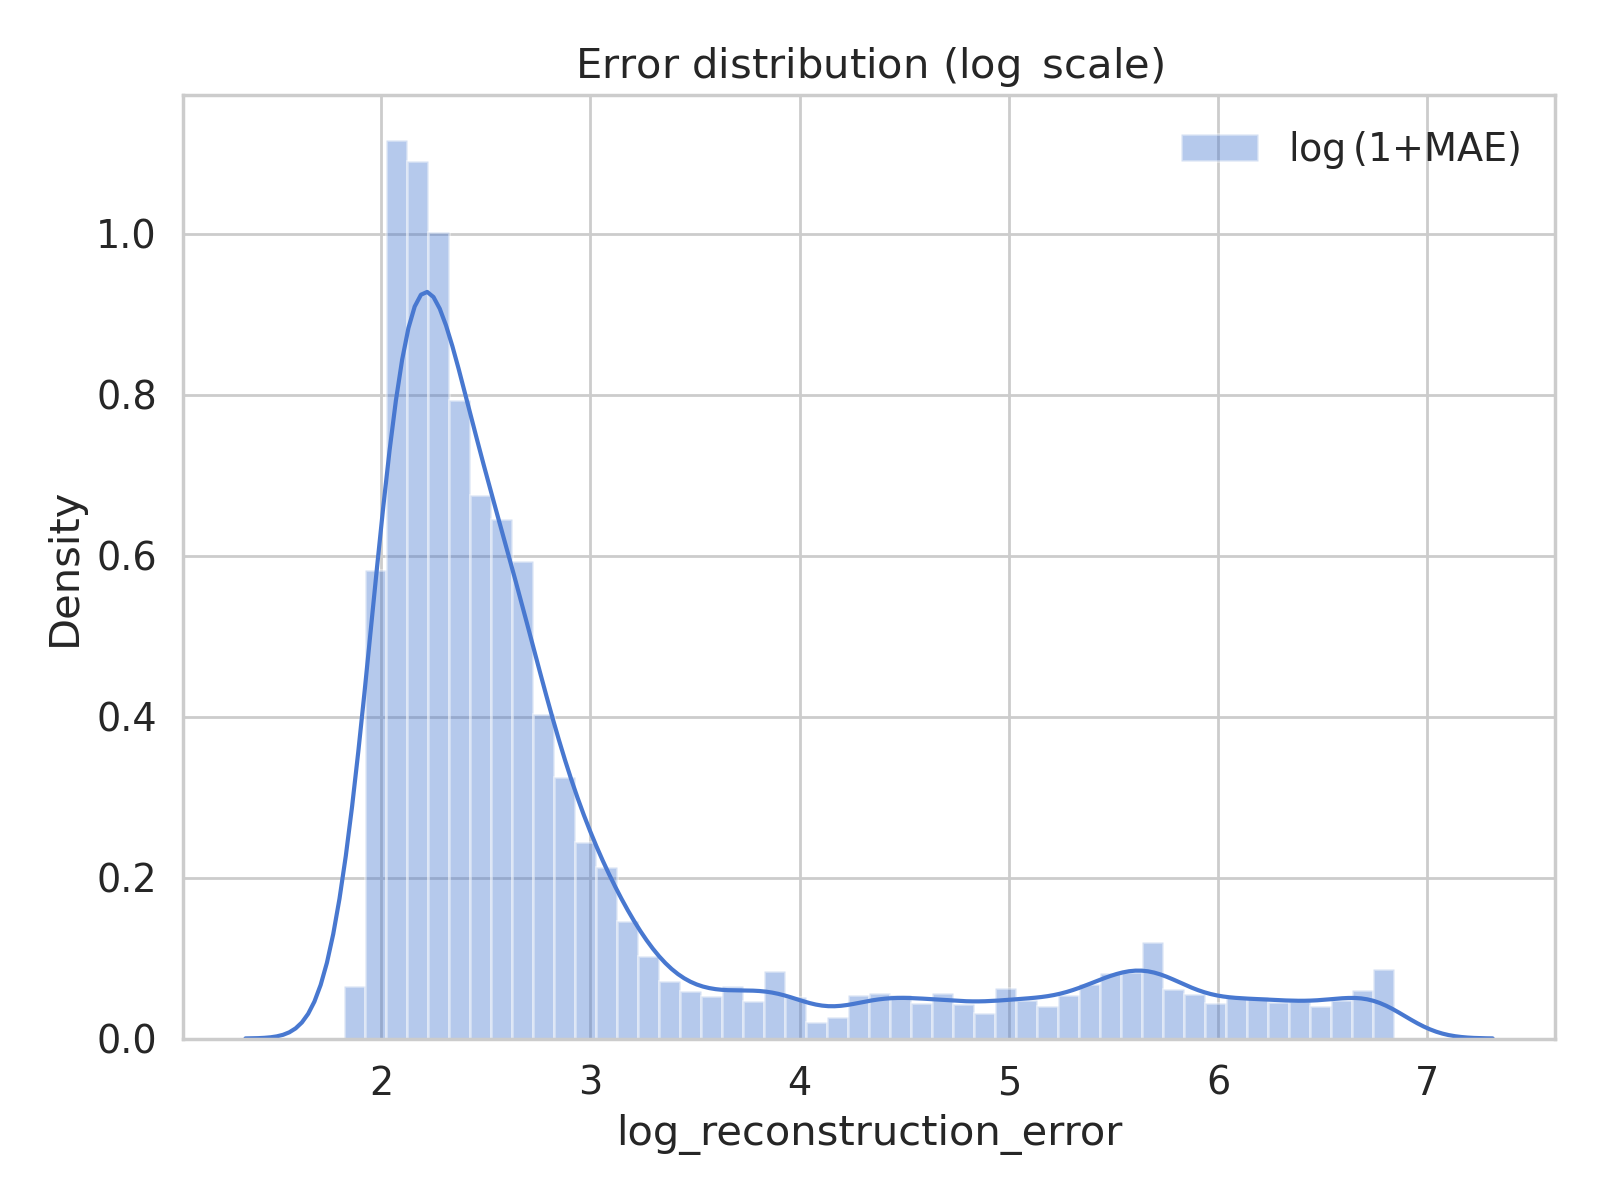 Error distribution (log scale)
log (1+MAE)
1.0
0.8
0.6
0.4
0.2
0.0
Density
2 3 4 5 6 7
log_reconstruction_error